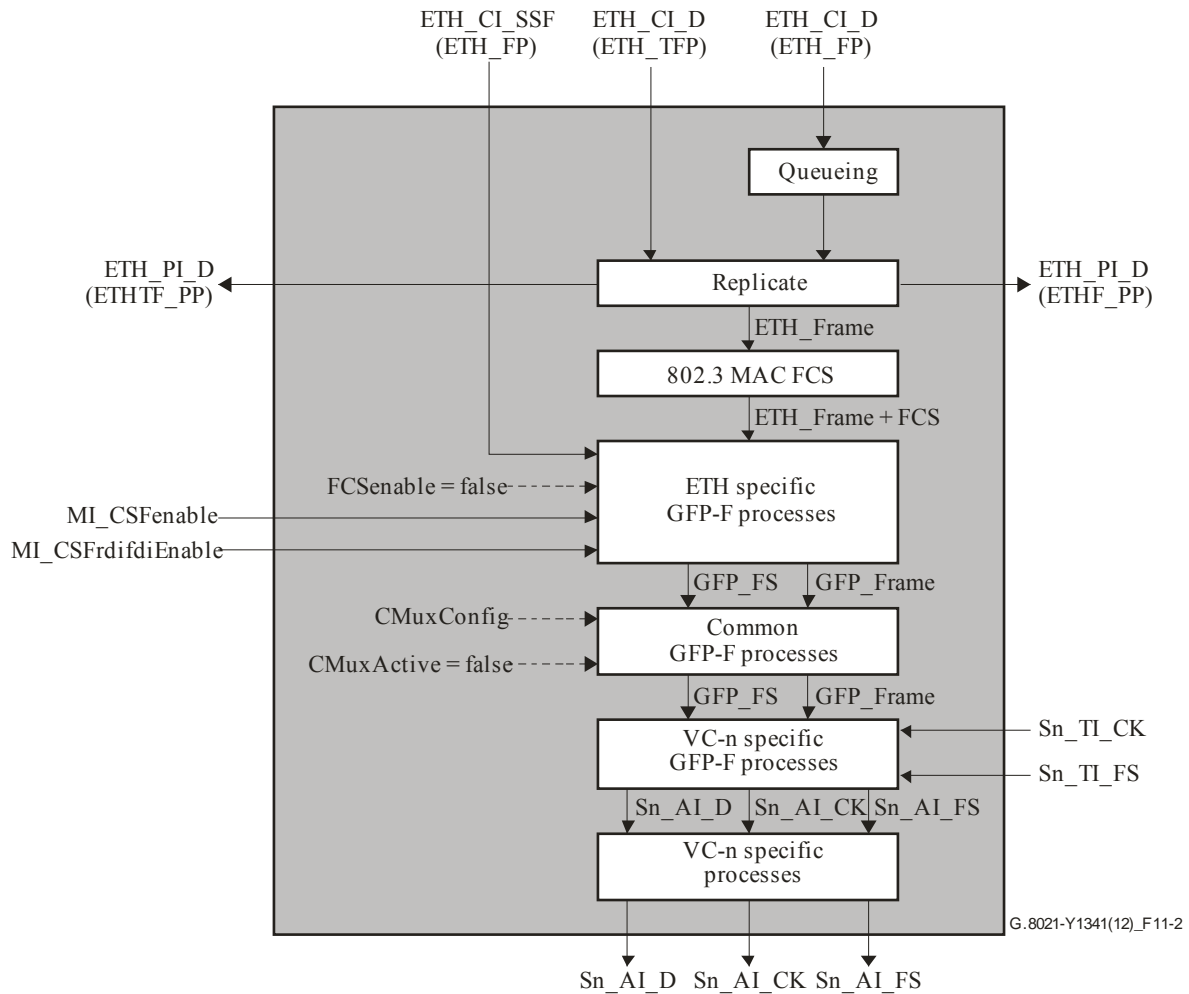 ETH_CI_SSF
(ETH_FP)
ETH_CI_D
(ETH_TFP)
ETH_CI_D
(ETH_FP)
Queueing
ETH_PI_D
(ETHTF_PP)
Replicate
ETH_PI_D
(ETHF_PP)
ETH_Frame
802.3 MAC FCS
ETH_Frame + FCS
FCSenable = false
ETH specific
GFP-F processes
MI_CSFenable
MI_CSFrdifdiEnable
GFP_FS
GFP_Frame
CMuxConfig
Common
GFP-F processes
CMuxActive = false
GFP_FS
GFP_Frame
VC-n specific
GFP-F processes
Sn_TI_CK
Sn_TI_FS
Sn_AI_D
Sn_AI_CK
Sn_AI_FS
VC-n specific
processes
G.8021-Y1341(12)_F11-2
Sn_AI_D
Sn_AI_CK
Sn_AI_FS